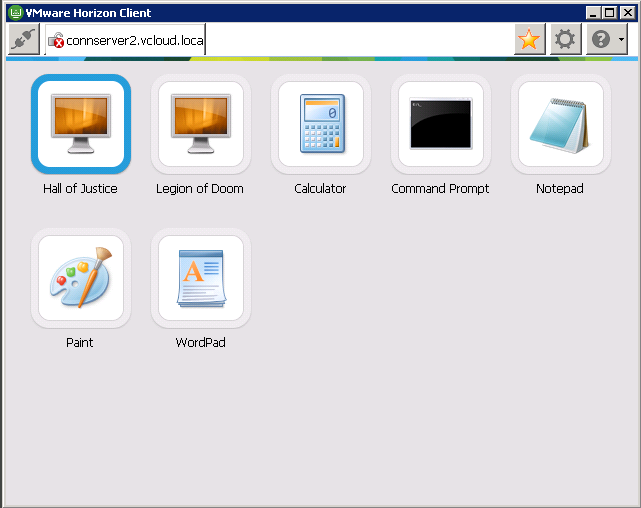 VMware Horizon Client
connserver2.vcloud.loca
Hall of Justice
Legion of Doom
Calculator
Command Prompt
Notepad
Paint
WordPad